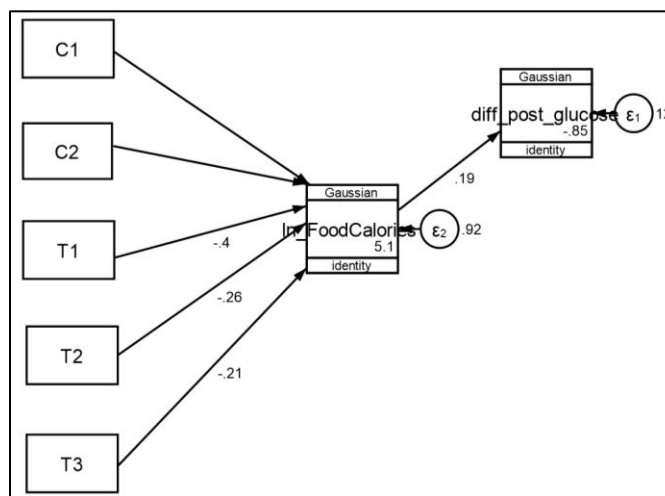 C1
C2
T1
T2
T3
-.4
-.26
-.21
Gaussian
ln_FoodCalories
5.1
identity
ε2
.92
.19
Gaussian
diff_post_glucose
-.85
identity
ε1